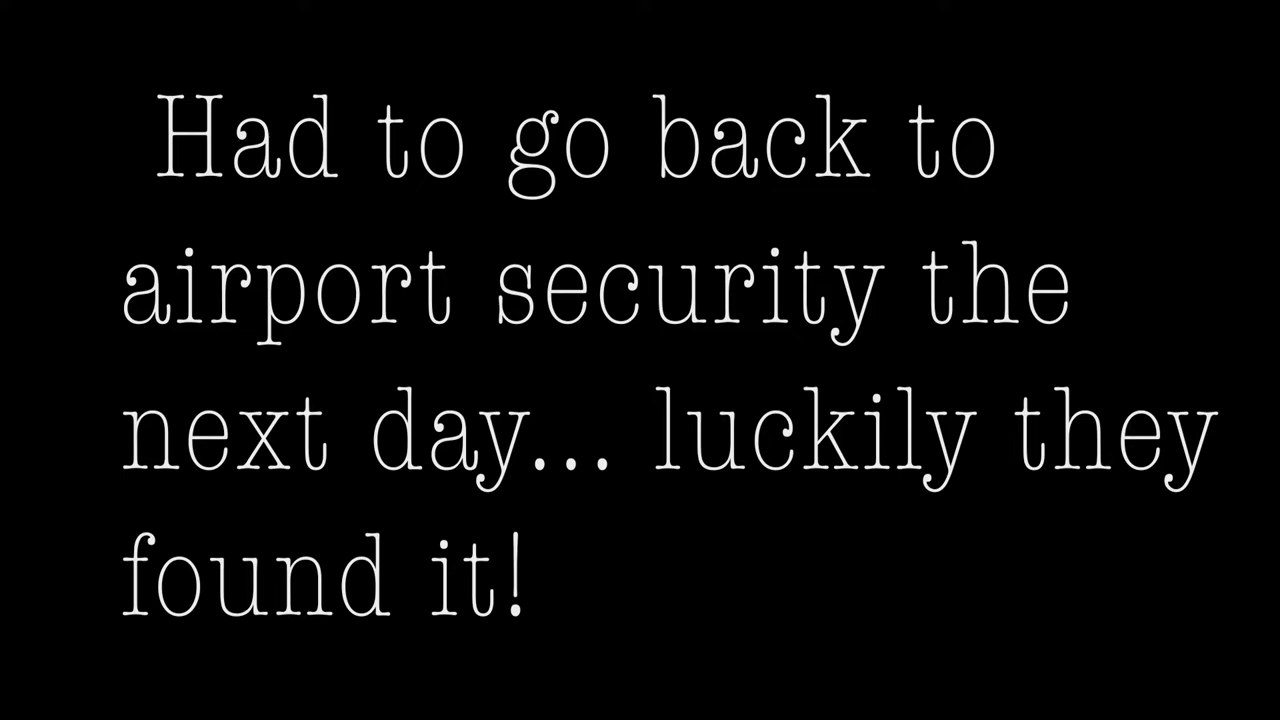 Had to go back to
airport security the
next day... luckily they
found it!